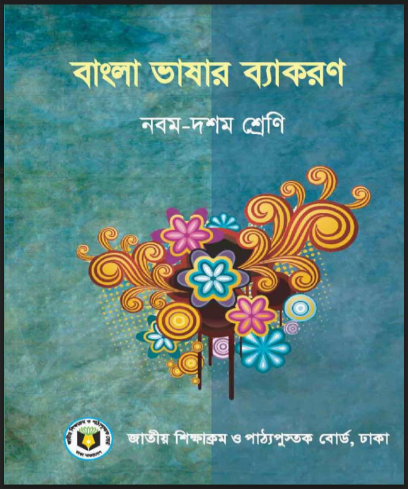 বাংলা ভাষার ব্যাকরণ
নবম-দশম শ্রেণি
জাতীয় শিক্ষাক্রম ও পাঠ্যপুস্তক বোর্ড, ঢাকা